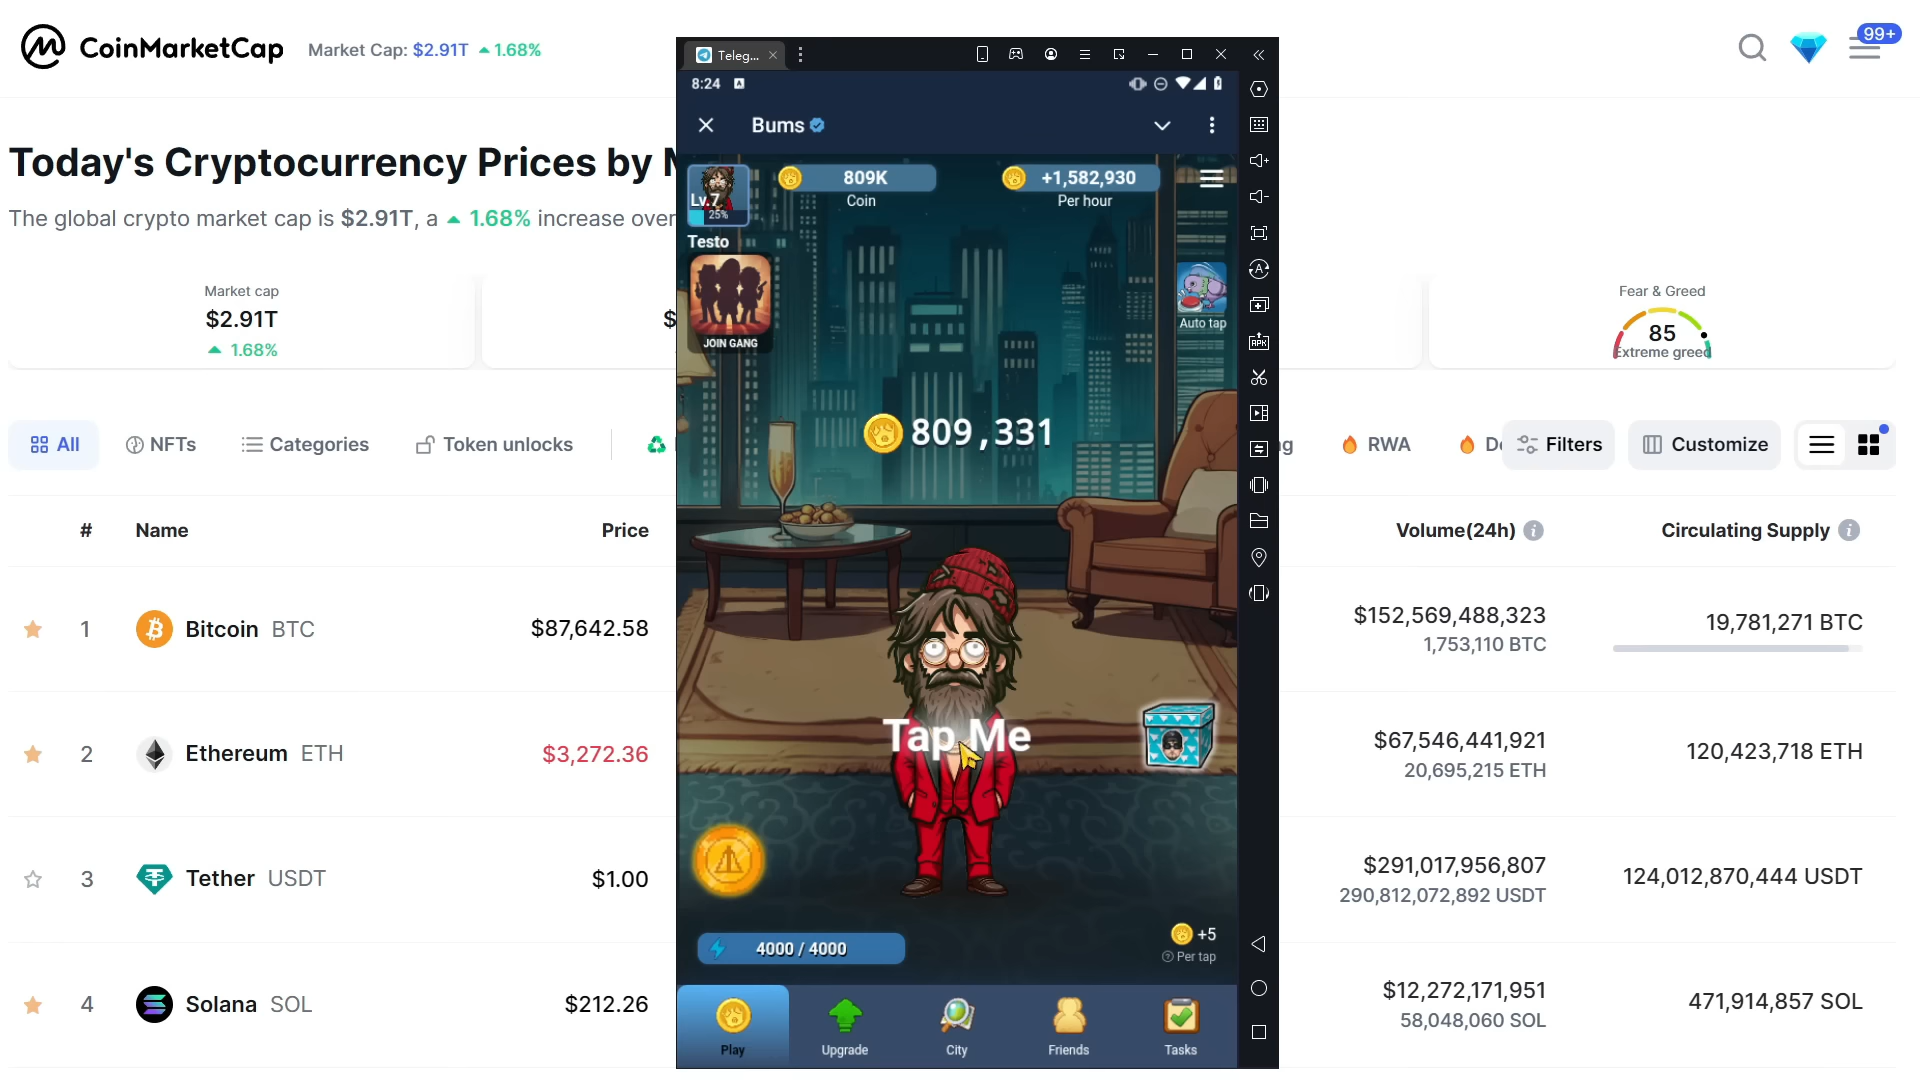 CoinMarketCap
Market Cap: $2.91T 1.68%
99+
Today's Cryptocurrency Prices by
The global crypto market cap is $2.91T, a 1.68% increase over
Market cap
$2.91T
1.68%
$
Fear & Greed
85
Extreme greed
All
NFTs
Categories
Token unlocks
RWA
Filters
Customize
# Name Price
Volume(24h)
Circulating Supply
1 Bitcoin BTC $87,642.58
$152,569,488,323
1,753,110 BTC
19,781,271 BTC
2 Ethereum ETH $3,272.36
$67,546,441,921
20,695,215 ETH
120,423,718 ETH
3 Tether USDT $1.00
$291,017,956,807
290,812,072,892 USDT
124,012,870,444 USDT
4 Solana SOL $212.26
$12,272,171,951
58,048,060 SOL
471,914,857 SOL
Teleg...
8:24
Bums
Lv.7
25%
Testo
809K
Coin
+1,582,930
Per hour
JOIN GANG
Auto tap
APK
809,331
Tap Me
4000 / 4000
+5
Per tap
Play
Upgrade
City
Friends
Tasks